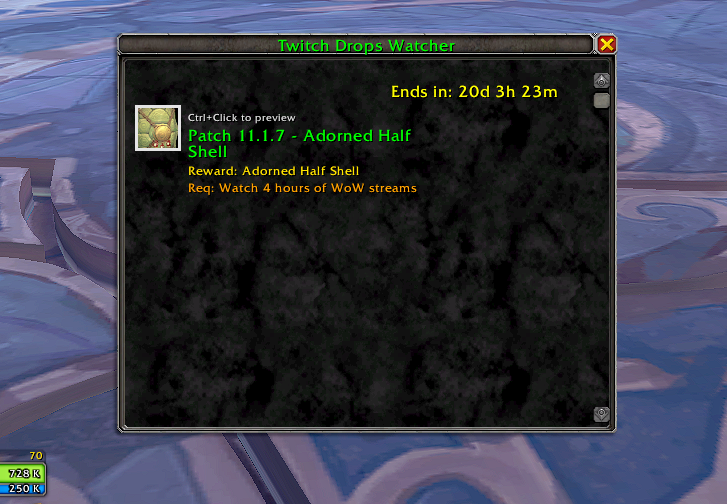 Twitch Drops Watcher
Ends in: 20d 3h 23m
Ctrl+Click to preview
Patch 11.1.7 - Adorned Half
Shell
Reward: Adorned Half Shell
Req: Watch 4 hours of WoW streams
70
728 K
250 K